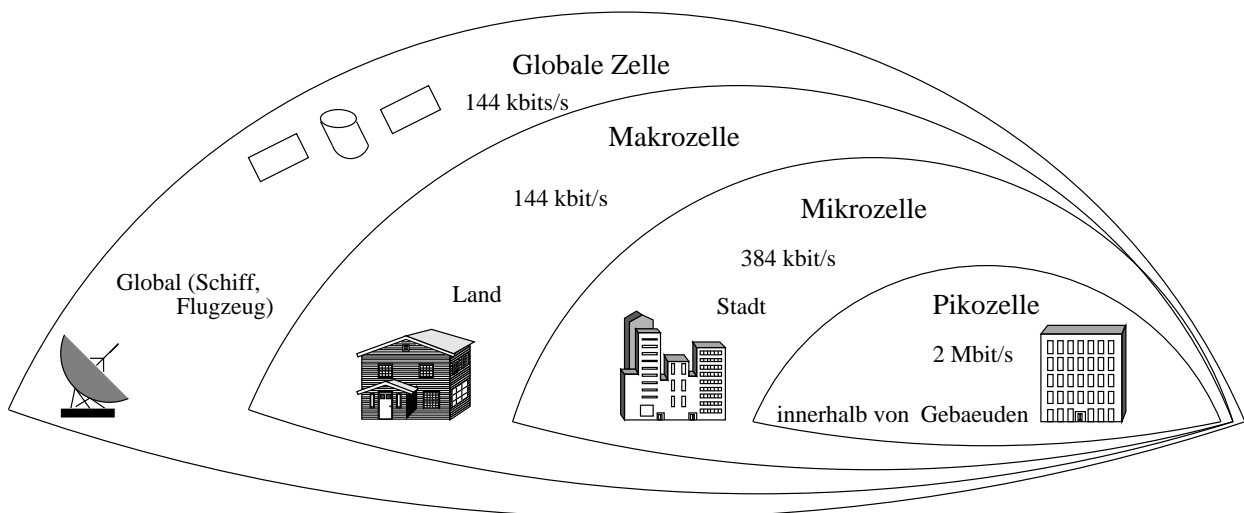 Globale Zelle
144 kbits/s
Makrozelle
144 kbit/s
Mikrozelle
384 kbit/s
Global (Schiff,
Flugzeug)
Land
Stadt
Pikozelle
2 Mbit/s
innerhalb von Gebaeuden